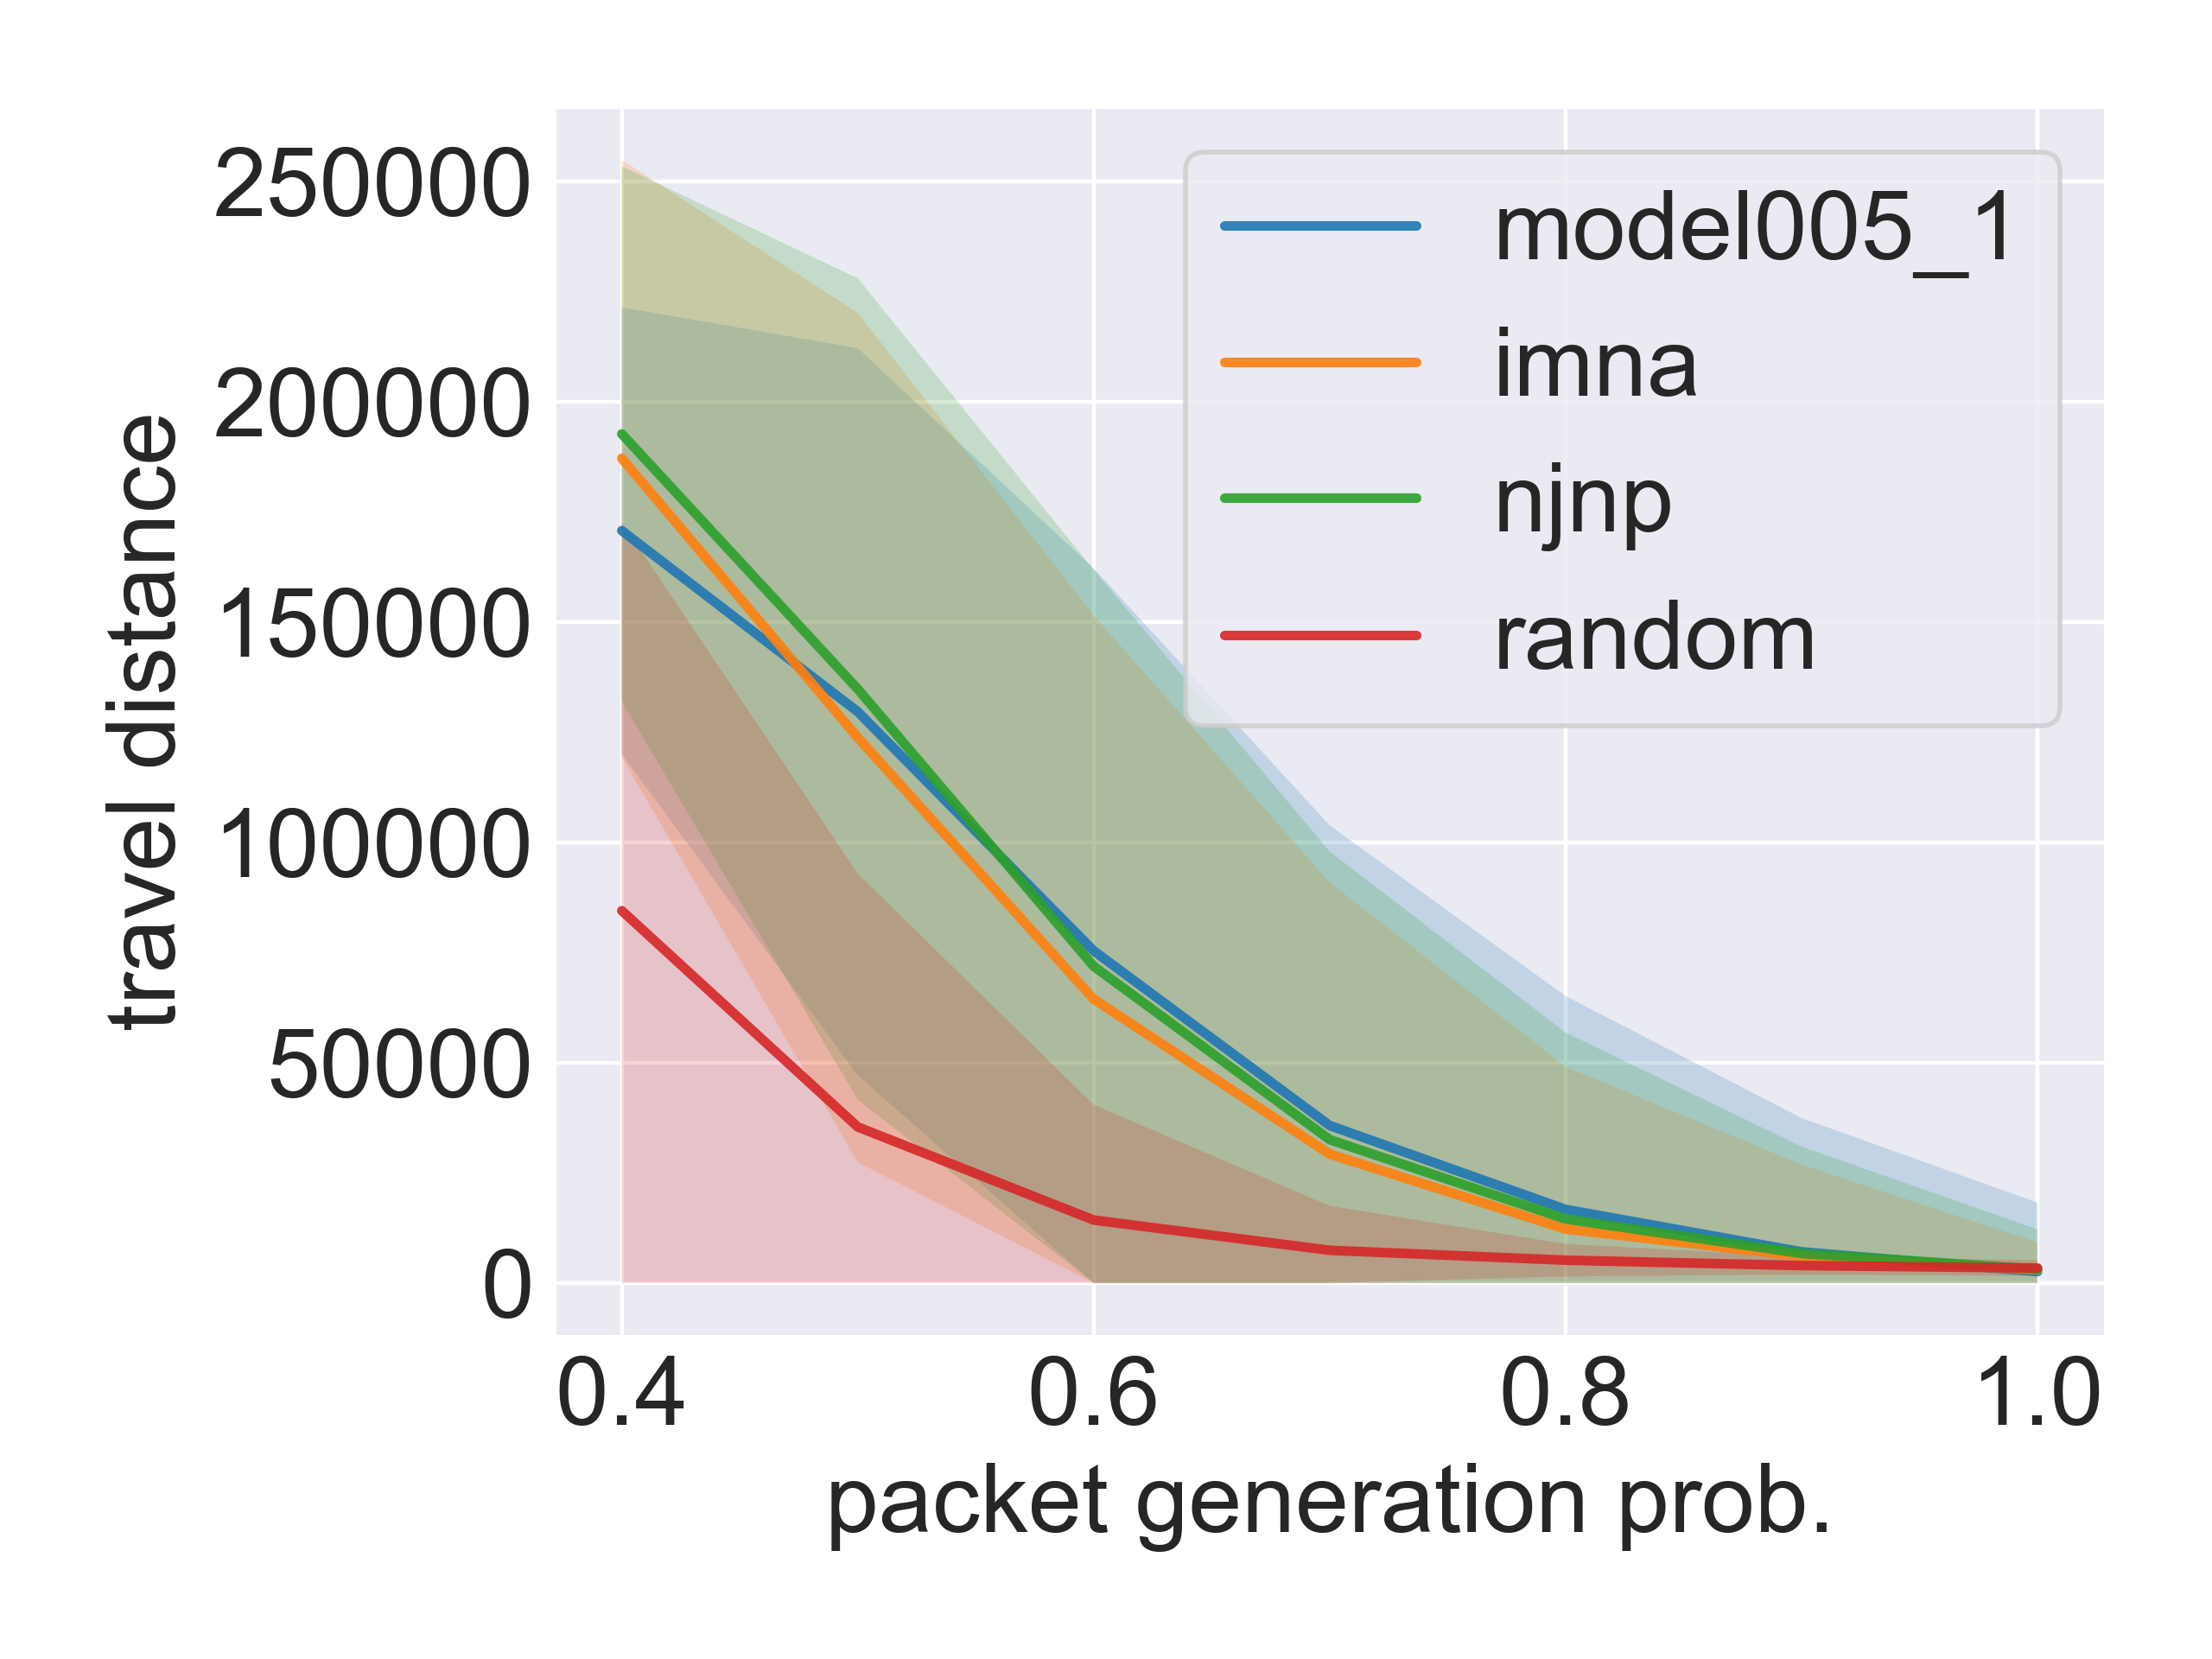 250000
200000
150000
100000
50000
0
travel distance
model005_1
imna
njnp
random
0.4 0.6 0.8 1.0
packet generation prob.